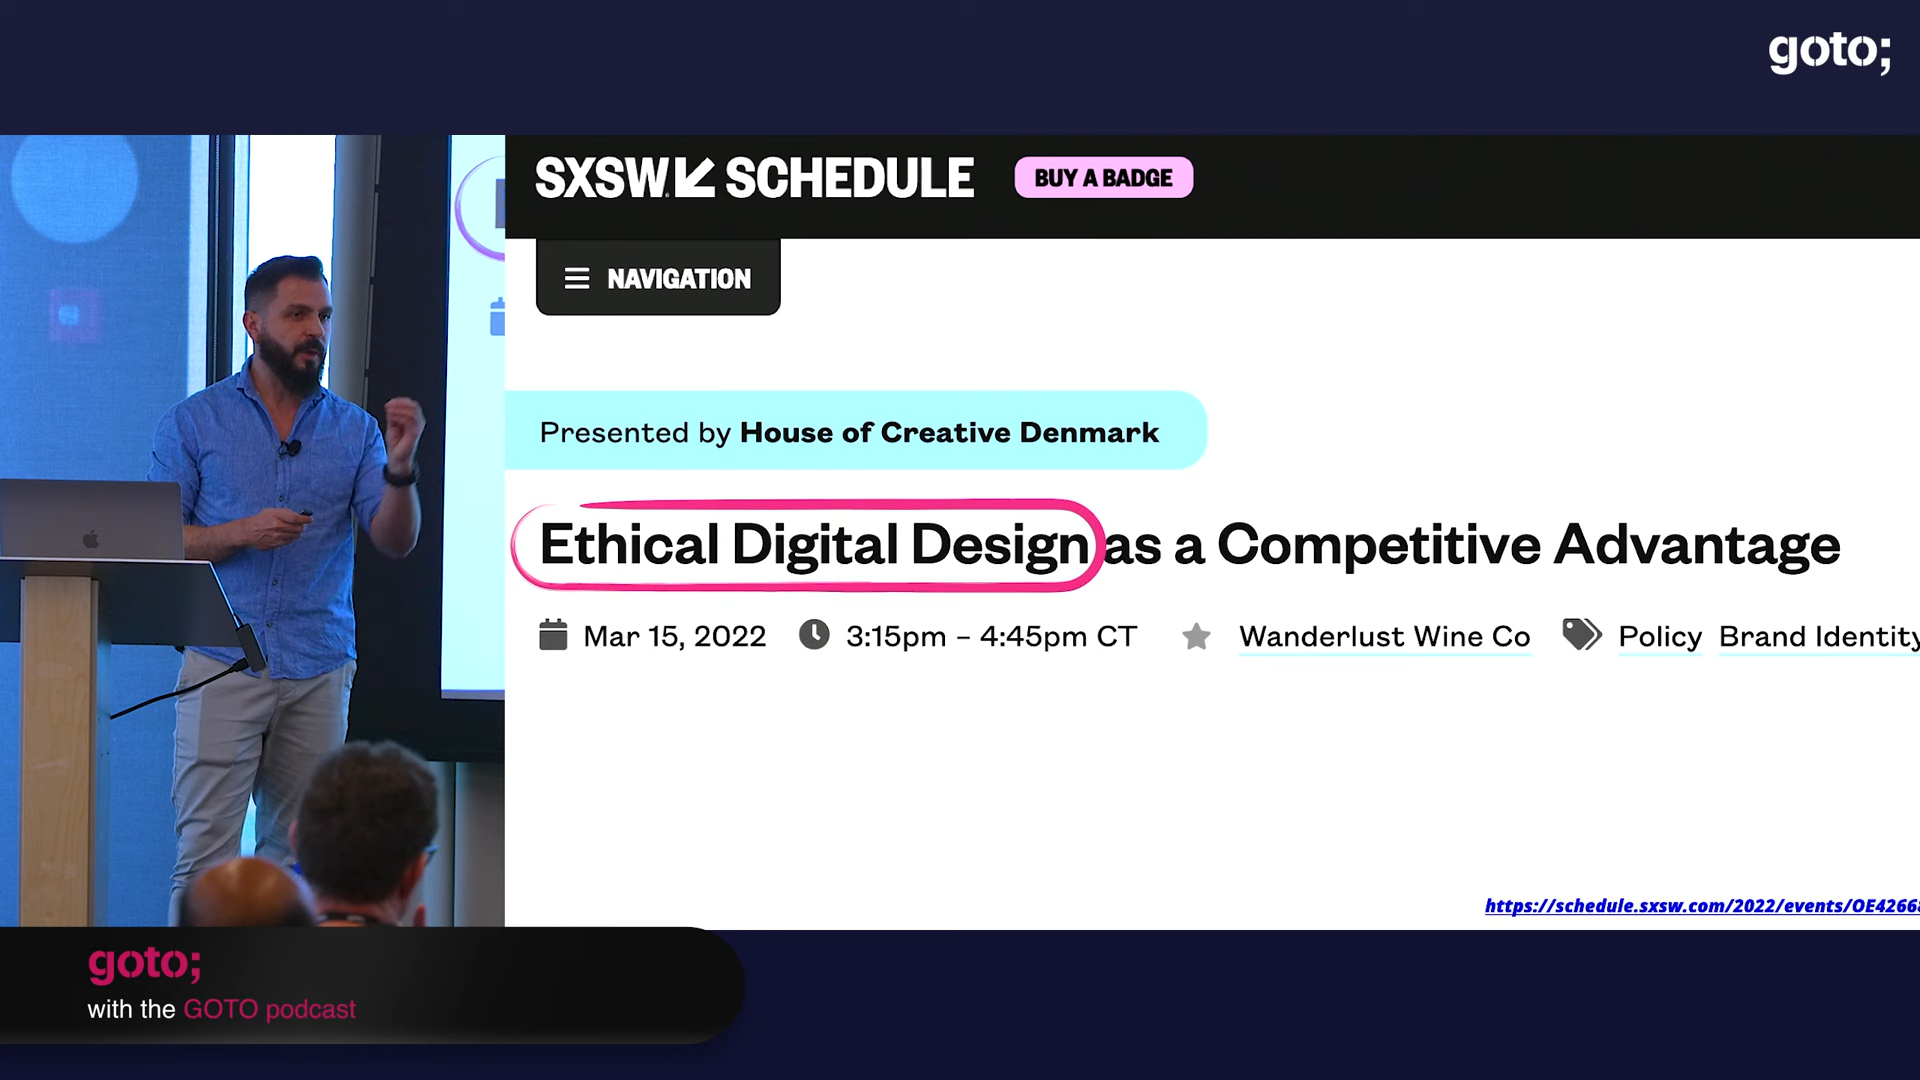 goto;
SXSW SCHEDULE
BUY A BADGE
NAVIGATION
Presented by House of Creative Denmark
Ethical Digital Design as a Competitive Advantage
Mar 15, 2022 3:15pm – 4:45pm CT Wanderlust Wine Co Policy Brand Identity
https://schedule.sxsw.com/2022/events/OE4266
goto;
with the GOTO podcast